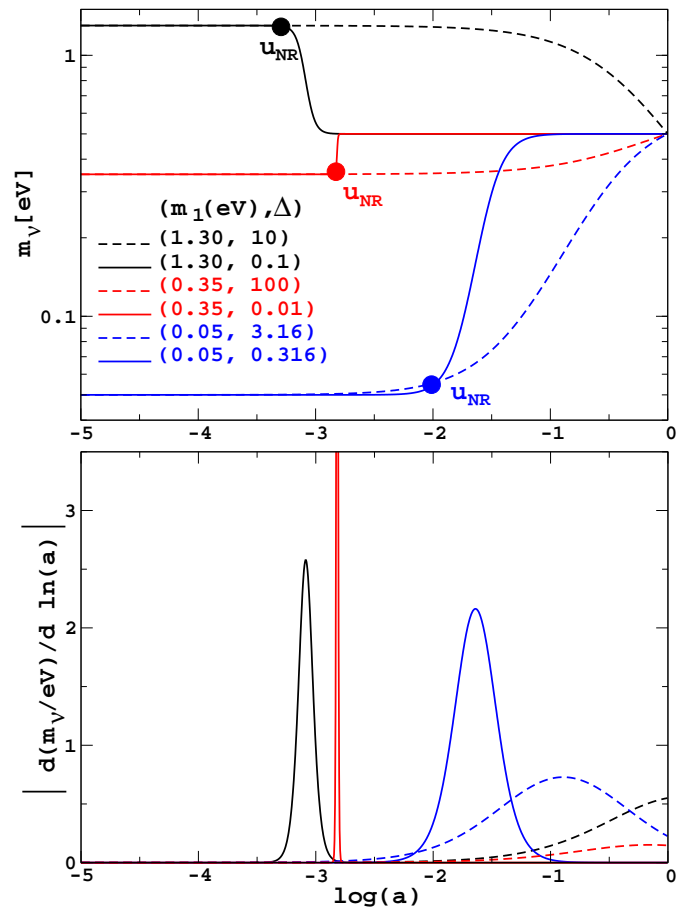 1
0.1
m_ν[eV]
u_NR
u_NR
u_NR
(m_1(eV),Δ)
(1.30, 10)
(1.30, 0.1)
(0.35, 100)
(0.35, 0.01)
(0.05, 3.16)
(0.05, 0.316)
-5 -4 -3 -2 -1 0
| d(m_ν/eV)/d ln(a) |
3
2
1
0
-5 -4 -3 -2 -1 0
log(a)